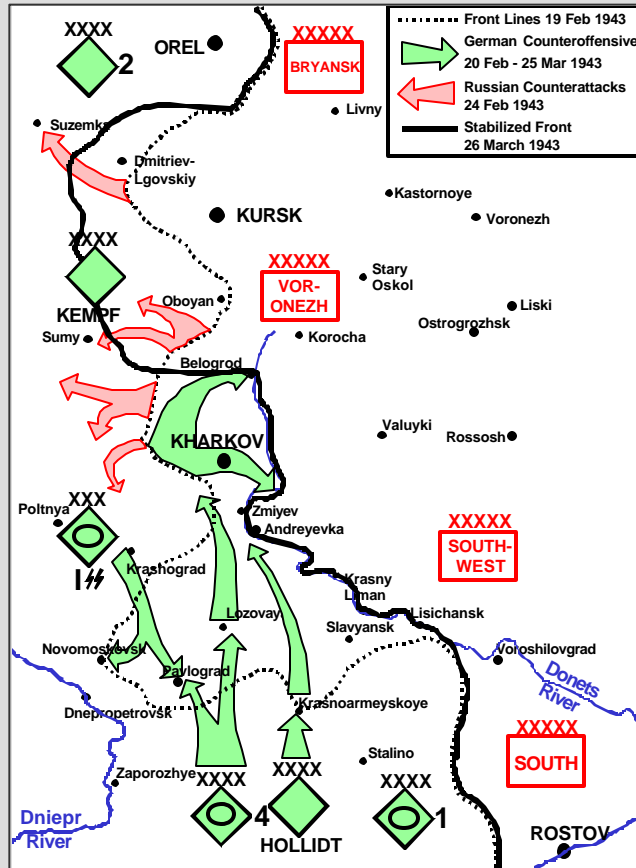 Front Lines 19 Feb 1943
German Counteroffensive
20 Feb - 25 Mar 1943
Russian Counterattacks
24 Feb 1943
Stabilized Front
26 March 1943
XXXX
2
OREL
XXXXX
BRYANSK
Livny
Suzemka
Dmitriev-
Lgovskiy
Kastornoye
KURSK
Voronezh
XXXX
KEMPF
XXXXX
VOR-
ONEZH
Stary
Oskol
Oboyan
Liski
Ostrogrozhsk
Sumy
Korocha
Belogrod
KHARKOV
Valuyki
Rossosh
XXX
Poltnya
I
Zmiyev
Andreyevka
XXXXX
SOUTH-
WEST
Krashograd
Krasny
Liman
Lisichansk
Lozovay
Slavyansk
Novomoskovsk
Voroshilovgrad
Pavlograd
Donets
River
Dnepropetrovsk
Krasnoarmeyskoye
XXXXX
SOUTH
Stalino
Zaporozhye
XXXX
4
XXXX
HOLLIDT
XXXX
1
Dniepr
River
ROSTOV